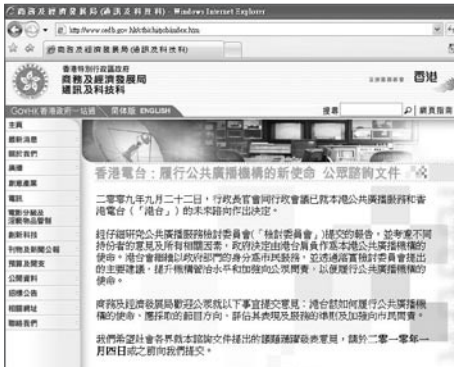 商務及經濟發展局(通訊及科技科) - Windows Internet Explorer
商務及經濟發展局(通訊及科技科)
香港特別行政區政府
商務及經濟發展局
通訊及科技科
香港
GovHK香港政府一站通
简体版
ENGLISH
搜尋
網頁指南
主頁
最新消息
關於我們
廣播
創意產業
電訊
電影分級及
淫褻物品管制
創新科技
刊物及新聞公報
預算及開支
公開資料
招標公告
相關網址
聯絡我們
香港電台：履行公共廣播機構的新使命 公眾諮詢文件
二零零九年九月二十二日，行政長官會同行政會議已就本港公共廣播服務和香
港電台（「港台」）的未來路向作出決定。
經仔細研究公共廣播服務檢討委員會（「檢討委員會」）提交的報告，並考慮不同
持份者的意見及所有相關因素，政府決定由港台肩負作為本港公共廣播機構的
使命。港台會繼續以政府部門的身分為市民服務，並透過落實檢討委員會提出
的主要建議，提升機構管治水平和加強向公眾問責，以便履行公共廣播機構的
使命。
商務及經濟發展局歡迎公眾就以下事宜提交意見：港台該如何履行公共廣播機
構的使命、應採取的節目方向、評估其表現及服務的準則及加強向市民問責。
我們希望社會各界就本諮詢文件提出的議題踴躍發表意見，請於二零一零年一
月四日或之前向我們提交。